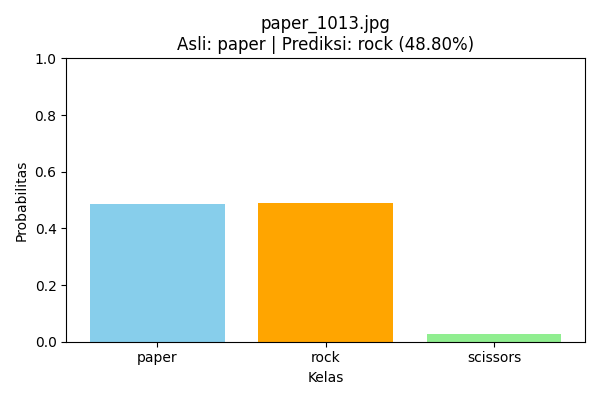 paper_1013.jpg
Asli: paper | Prediksi: rock (48.80%)
1.0
0.8
0.6
0.4
0.2
0.0
Probabilitas
paper rock scissors
Kelas